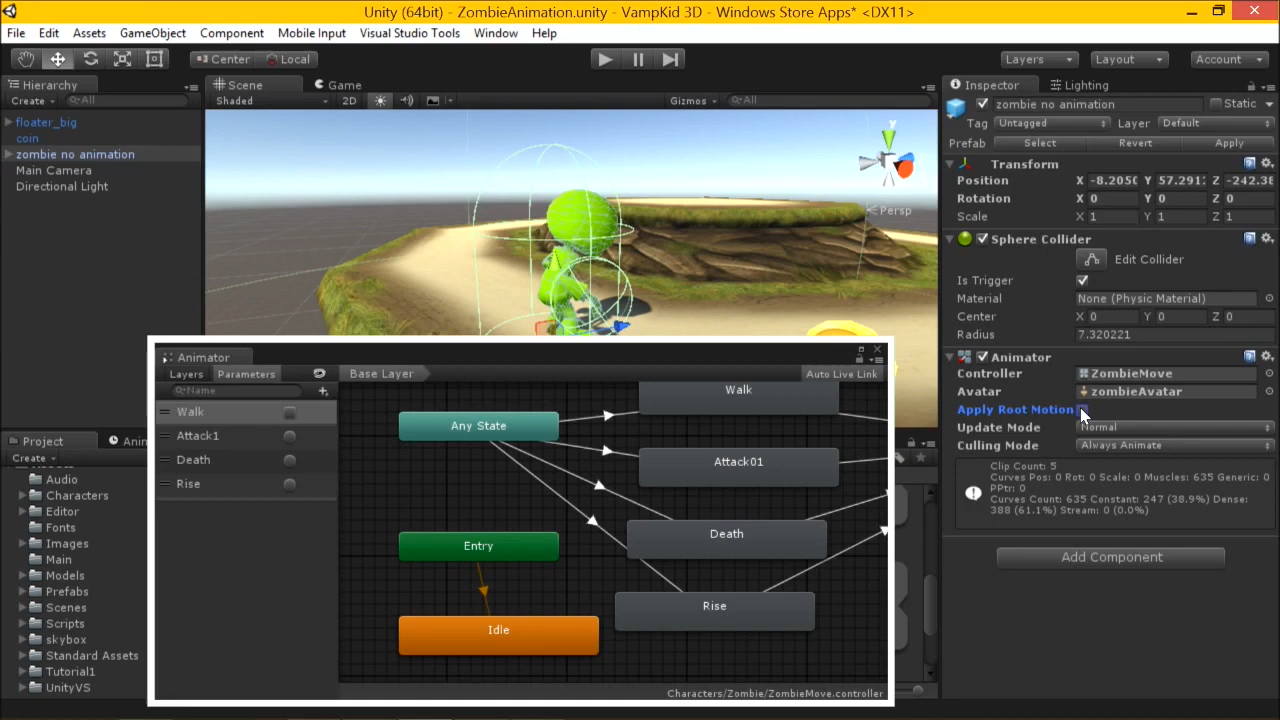 Unity (64bit) - ZombieAnimation.unity - VampKid 3D - Windows Store Apps* <DX11>
File Edit Assets GameObject Component Mobile Input Visual Studio Tools Window Help
Center Local Layers Layout Account
Hierarchy
Create All
floater_big
coin
zombie no animation
Main Camera
Directional Light
Scene Game
Shaded 2D Gizmos All
y
Persp
Inspector Lighting
zombie no animation Static
Tag Untagged Layer Default
Prefab Select Revert Apply
Transform
Position X -8.205 Y 57.291 Z -242.3
Rotation X 0 Y 0 Z 0
Scale X 1 Y 1 Z 1
Sphere Collider
Edit Collider
Is Trigger
Material None (Physic Material)
Center X 0 Y 0 Z 0
Radius 7.320221
Animator
Controller ZombieMove
Avatar zombieAvatar
Apply Root Motion
Update Mode Normal
Culling Mode Always Animate
Clip Count: 5
Curves Pos: 0 Rot: 0 Scale: 0 Muscles: 635 Generic: 0
PPtr: 0
Curves Count: 635 Constant: 247 (38.9%) Dense:
388 (61.1%) Stream: 0 (0.0%)
Add Component
Project Anin
Create
Assets
Audio
Characters
Editor
Fonts
Images
Main
Models
Prefabs
Scenes
Scripts
skybox
Standard Assets
Tutorial1
UnityVS
Animator
Layers Parameters Base Layer Auto Live Link
Name
Walk
Attack1
Death
Rise
Any State
Entry
Idle
Walk
Attack01
Death
Rise
Characters/Zombie/ZombieMove.controller